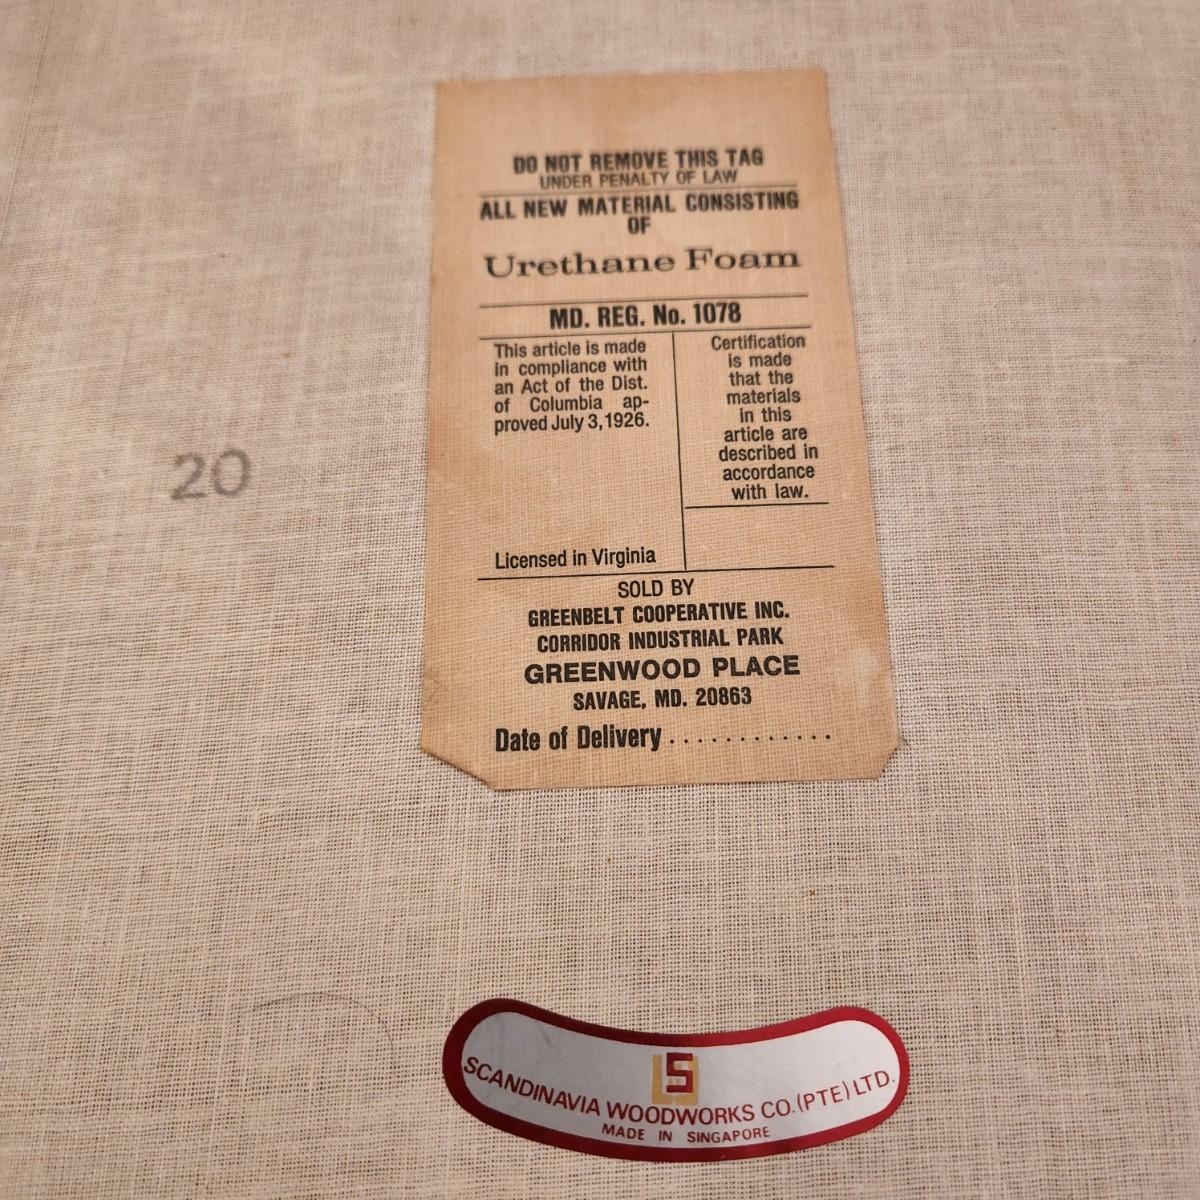 DO NOT REMOVE THIS TAG
UNDER PENALTY OF LAW
ALL NEW MATERIAL CONSISTING
OF
Urethane Foam
MD. REG. No. 1078
This article is made
in compliance with
an Act of the Dist.
of Columbia ap-
proved July 3, 1926.
Licensed in Virginia
Certification
is made
that the
materials
in this
article are
described in
accordance
with law.
SOLD BY
GREENBELT COOPERATIVE INC.
CORRIDOR INDUSTRIAL PARK
GREENWOOD PLACE
SAVAGE, MD. 20863
Date of Delivery . . . . . . . . . . . .
20
S
SCANDINAVIA WOODWORKS CO. (PTE) LTD.
MADE IN SINGAPORE